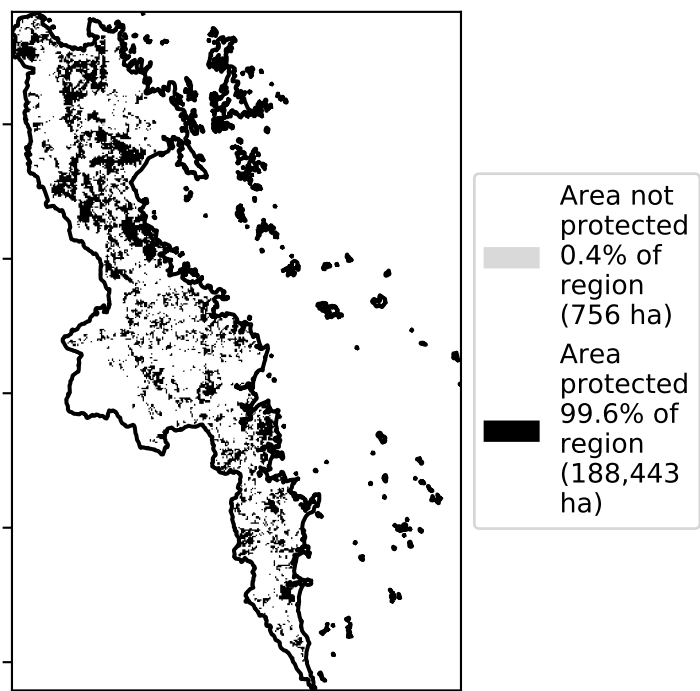 Area not
protected
0.4% of
region
(756 ha)
Area
protected
99.6% of
region
(188,443
ha)